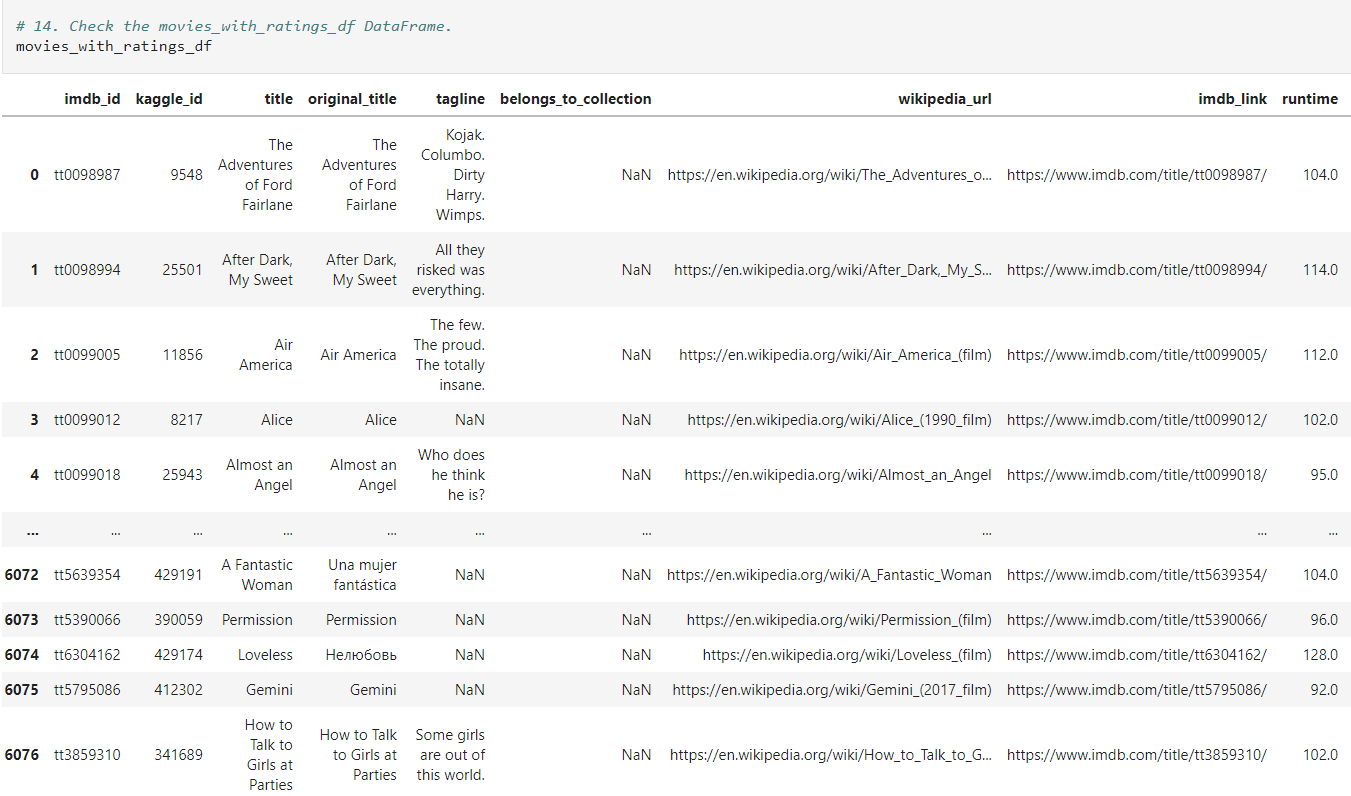 # 14. Check the movies_with_ratings_df DataFrame.
movies_with_ratings_df
imdb_id kaggle_id title original_title tagline belongs_to_collection wikipedia_url imdb_link runtime
0 tt0098987 9548 The Adventures of Ford Fairlane The Adventures of Ford Fairlane Kojak. Columbo. Dirty Harry. Wimps. NaN https://en.wikipedia.org/wiki/The_Adventures_o... https://www.imdb.com/title/tt0098987/ 104.0
1 tt0098994 25501 After Dark, My Sweet After Dark, My Sweet All they risked was everything. NaN https://en.wikipedia.org/wiki/After_Dark,_My_S... https://www.imdb.com/title/tt0098994/ 114.0
2 tt0099005 11856 Air America Air America The few. The proud. The totally insane. NaN https://en.wikipedia.org/wiki/Air_America_(film) https://www.imdb.com/title/tt0099005/ 112.0
3 tt0099012 8217 Alice Alice NaN NaN https://en.wikipedia.org/wiki/Alice_(1990_film) https://www.imdb.com/title/tt0099012/ 102.0
4 tt0099018 25943 Almost an Angel Almost an Angel Who does he think he is? NaN https://en.wikipedia.org/wiki/Almost_an_Angel https://www.imdb.com/title/tt0099018/ 95.0
... ... ... ... ... ... ... ... ... ...
6072 tt5639354 429191 A Fantastic Woman Una mujer fantástica NaN NaN https://en.wikipedia.org/wiki/A_Fantastic_Woman https://www.imdb.com/title/tt5639354/ 104.0
6073 tt5390066 390059 Permission Permission NaN NaN https://en.wikipedia.org/wiki/Permission_(film) https://www.imdb.com/title/tt5390066/ 96.0
6074 tt6304162 429174 Loveless Нелюбовь NaN NaN https://en.wikipedia.org/wiki/Loveless_(film) https://www.imdb.com/title/tt6304162/ 128.0
6075 tt5795086 412302 Gemini Gemini NaN NaN https://en.wikipedia.org/wiki/Gemini_(2017_film) https://www.imdb.com/title/tt5795086/ 92.0
6076 tt3859310 341689 How to Talk to Girls at Parties How to Talk to Girls at Parties Some girls are out of this world. NaN https://en.wikipedia.org/wiki/How_to_Talk_to_G... https://www.imdb.com/title/tt3859310/ 102.0